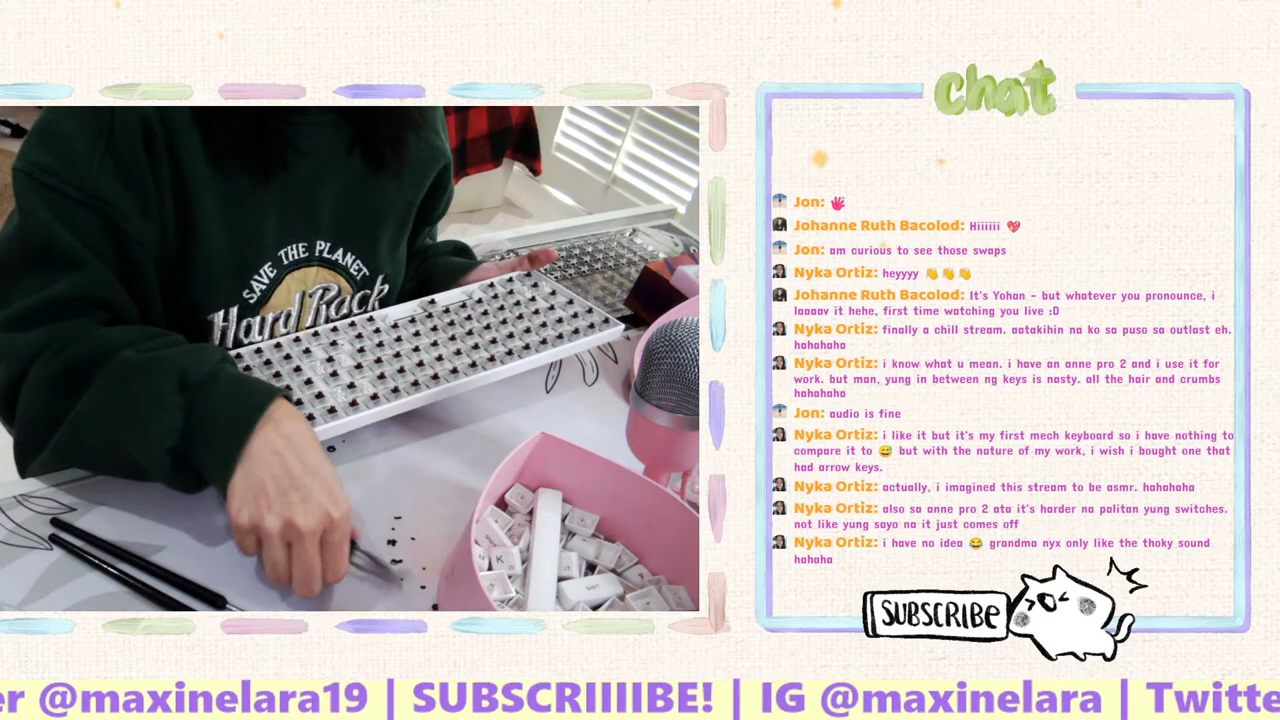 chat
SAVE THE PLANET
Hard Rock
Jon: 👋
Johanne Ruth Bacolod: Hiiiiii 💖
Jon: am curious to see those swaps
Nyka Ortiz: heyyyy 👏👏👏
Johanne Ruth Bacolod: It's Yohan - but whatever you pronounce, i
laaaav it hehe, first time watching you live :D
Nyka Ortiz: finally a chill stream. aatakihin na ko sa puso sa outlast eh.
hahahaha
Nyka Ortiz: i know what u mean. i have an anne pro 2 and i use it for
work. but man, yung in between ng keys is nasty. all the hair and crumbs
hahahaha
Jon: audio is fine
Nyka Ortiz: i like it but it's my first mech keyboard so i have nothing to
compare it to 😅 but with the nature of my work, i wish i bought one that
had arrow keys.
Nyka Ortiz: actually, i imagined this stream to be asmr. hahahaha
Nyka Ortiz: also sa anne pro 2 ata it's harder na palitan yung switches.
not like yung sayo na it just comes off
Nyka Ortiz: i have no idea 😂 grandma nyx only like the thoky sound
hahaha
SUBSCRIBE
er @maxinelara19 | SUBSCRIIIIBE! | IG @maxinelara | Twitte